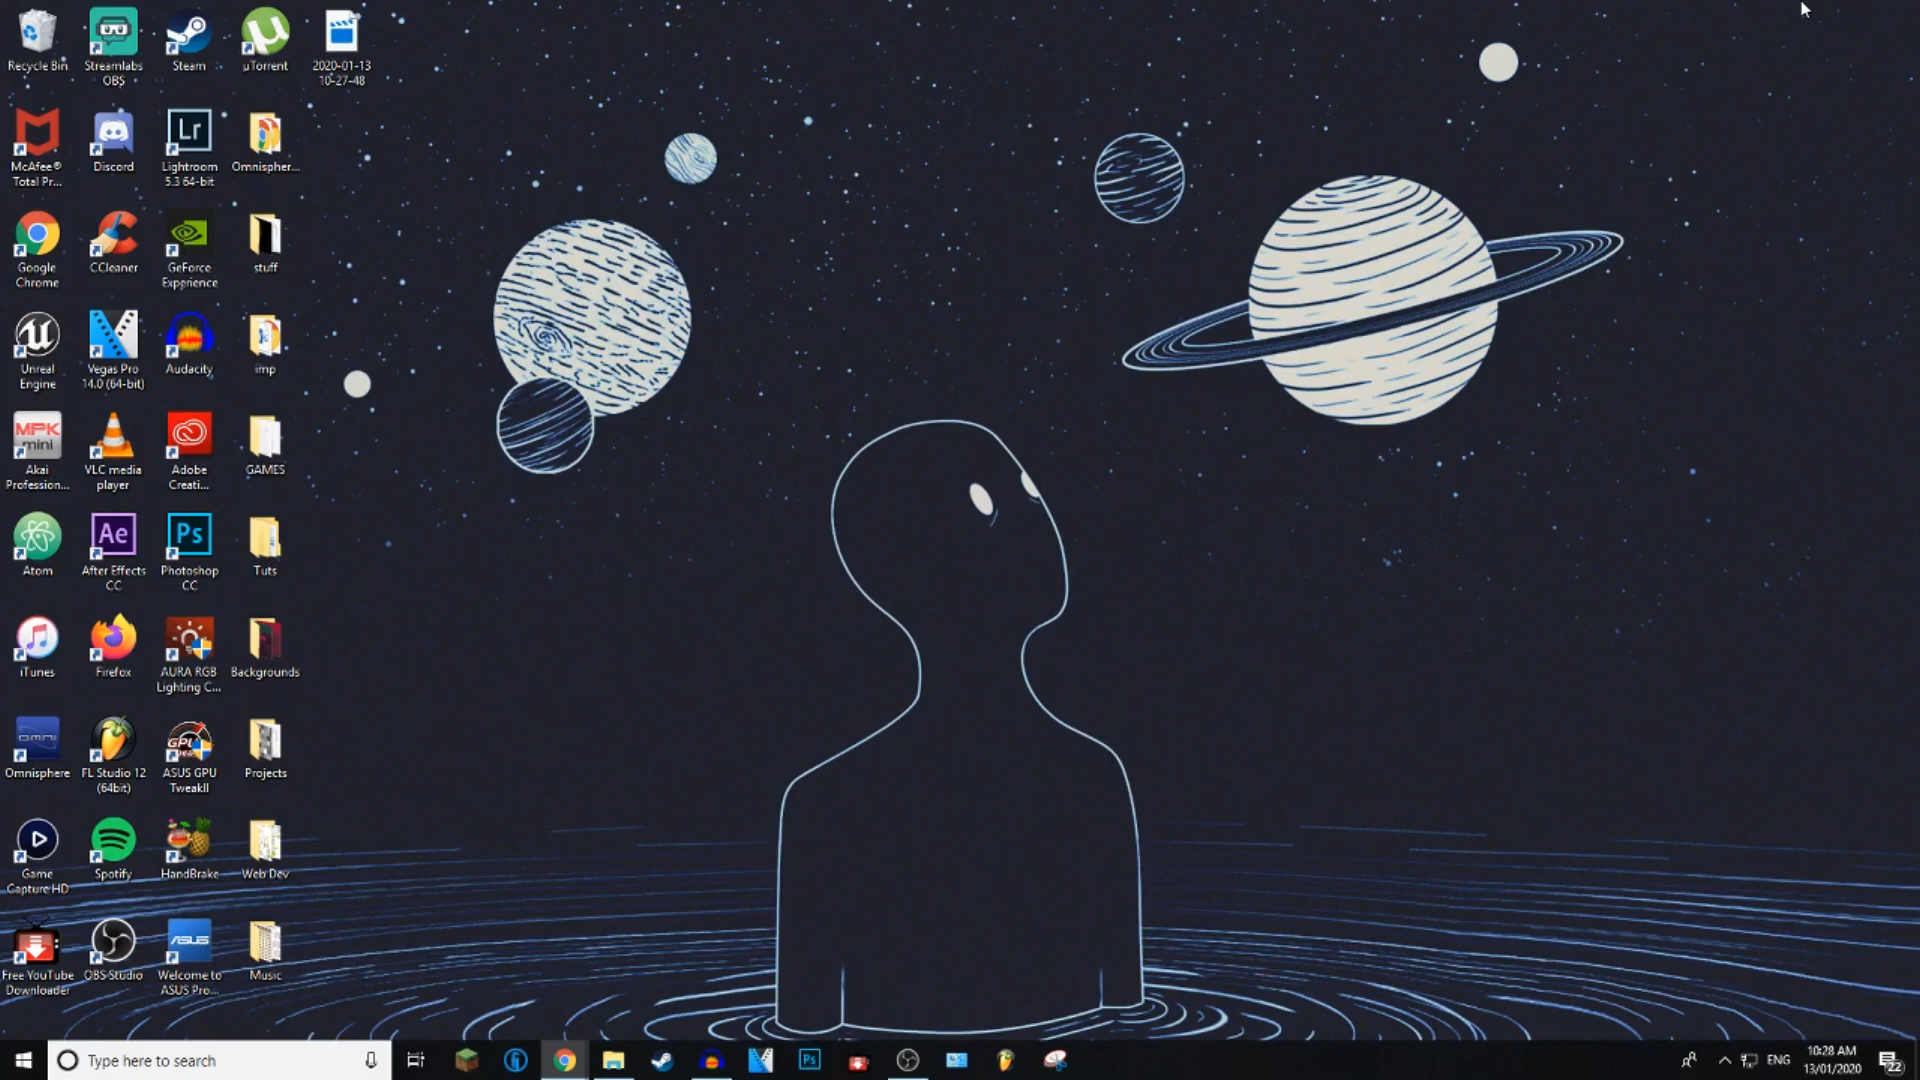 Recycle Bin
Streamlabs
OBS
Steam
µTorrent
2020-01-13
10-27-48
McAfee®
Total Pr...
Discord
Lr
Lightroom
5.3 64-bit
Omnispher...
Google
Chrome
CCleaner
GeForce
Experience
stuff
Unreal
Engine
Vegas Pro
14.0 (64-bit)
Audacity
imp
MPK
mini
Akai
Profession...
VLC media
player
Adobe
Creati...
GAMES
Atom
Ae
After Effects
CC
Ps
Photoshop
CC
Tuts
iTunes
Firefox
AURA RGB
Lighting C...
Backgrounds
OMNI
Omnisphere
FL Studio 12
(64bit)
GPU
ASUS GPU
TweakII
Projects
Game
Capture HD
Spotify
HandBrake
Web Dev
Free YouTube
Downloader
OBS Studio
ASUS
Welcome to
ASUS Pro...
Music
Type here to search
Ps
ENG
10:28 AM
13/01/2020
22